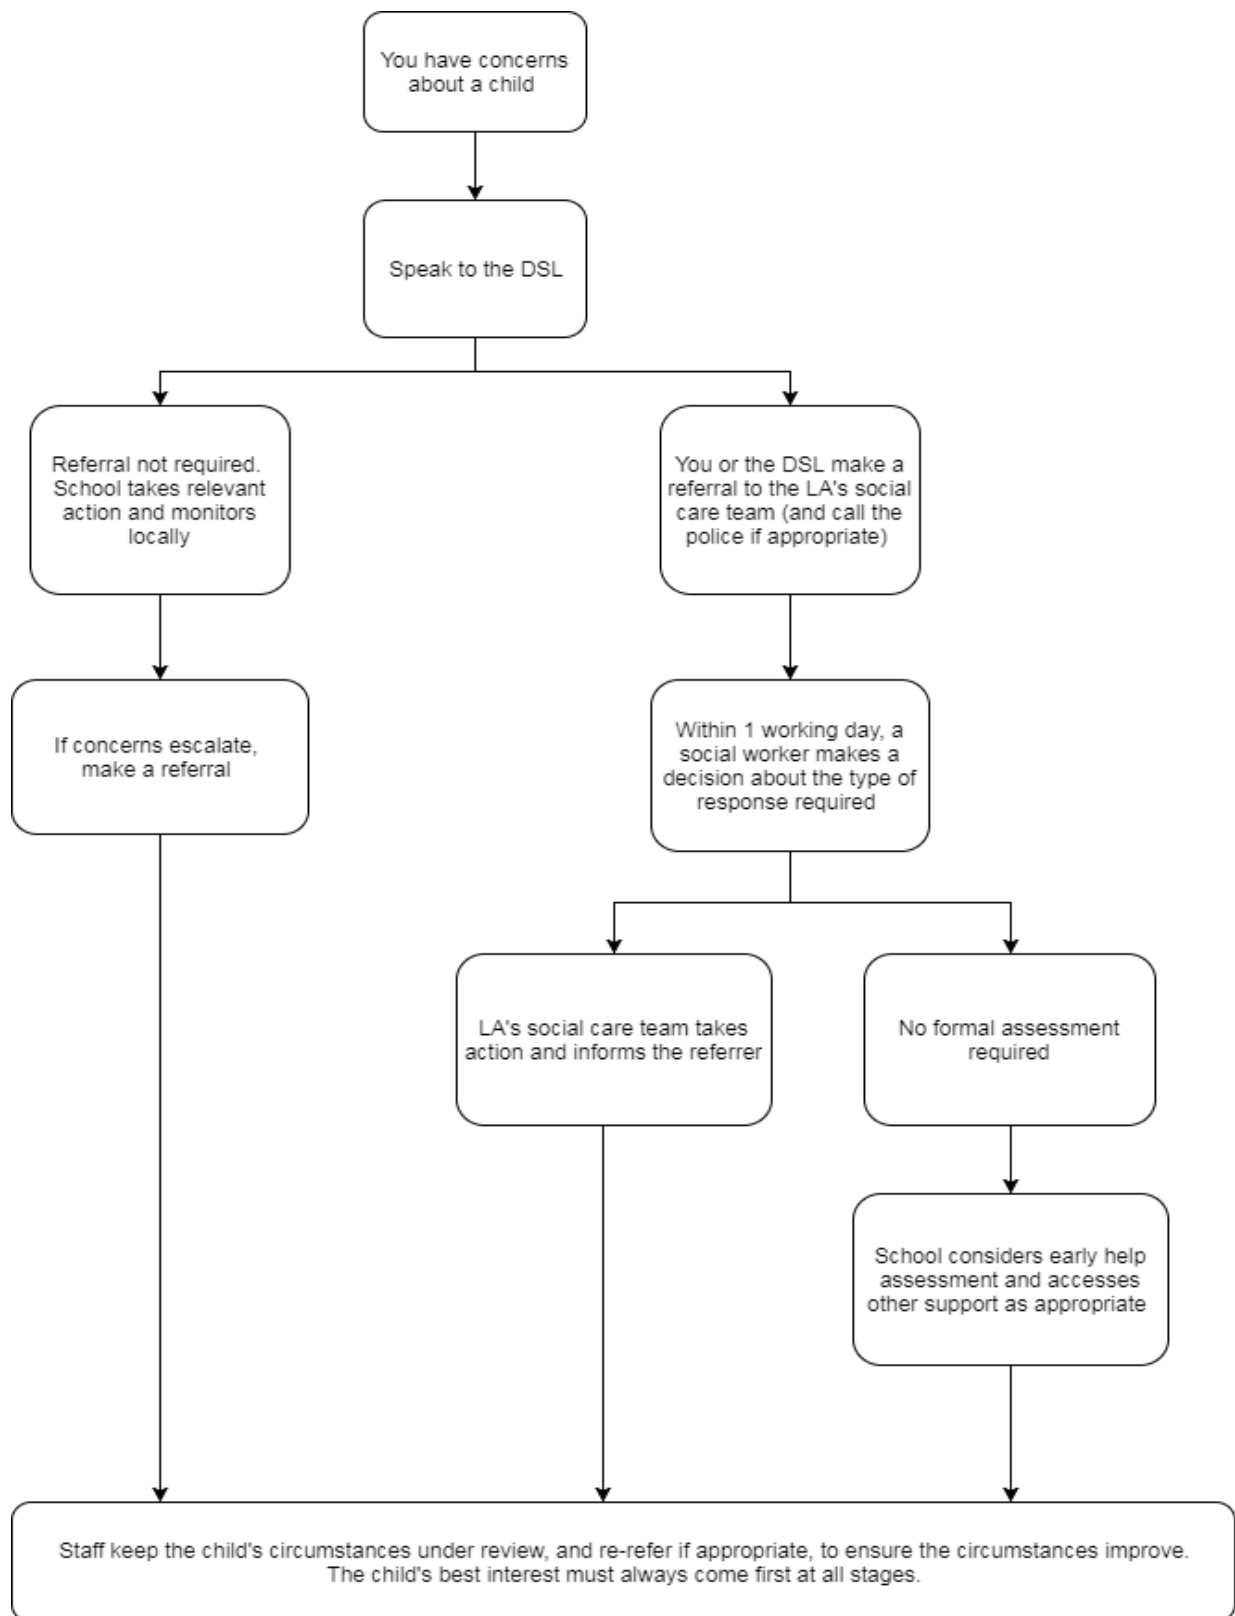 You have concerns
about a child
Speak to the DSL
Referral not required.
School takes relevant
action and monitors
locally
You or the DSL make a
referral to the LA's social
care team (and call the
police if appropriate)
If concerns escalate,
make a referral
Within 1 working day, a
social worker makes a
decision about the type of
response required
LA's social care team takes
action and informs the referrer
No formal assessment
required
School considers early help
assessment and accesses
other support as appropriate
Staff keep the child's circumstances under review, and re-refer if appropriate, to ensure the circumstances improve.
The child's best interest must always come first at all stages.